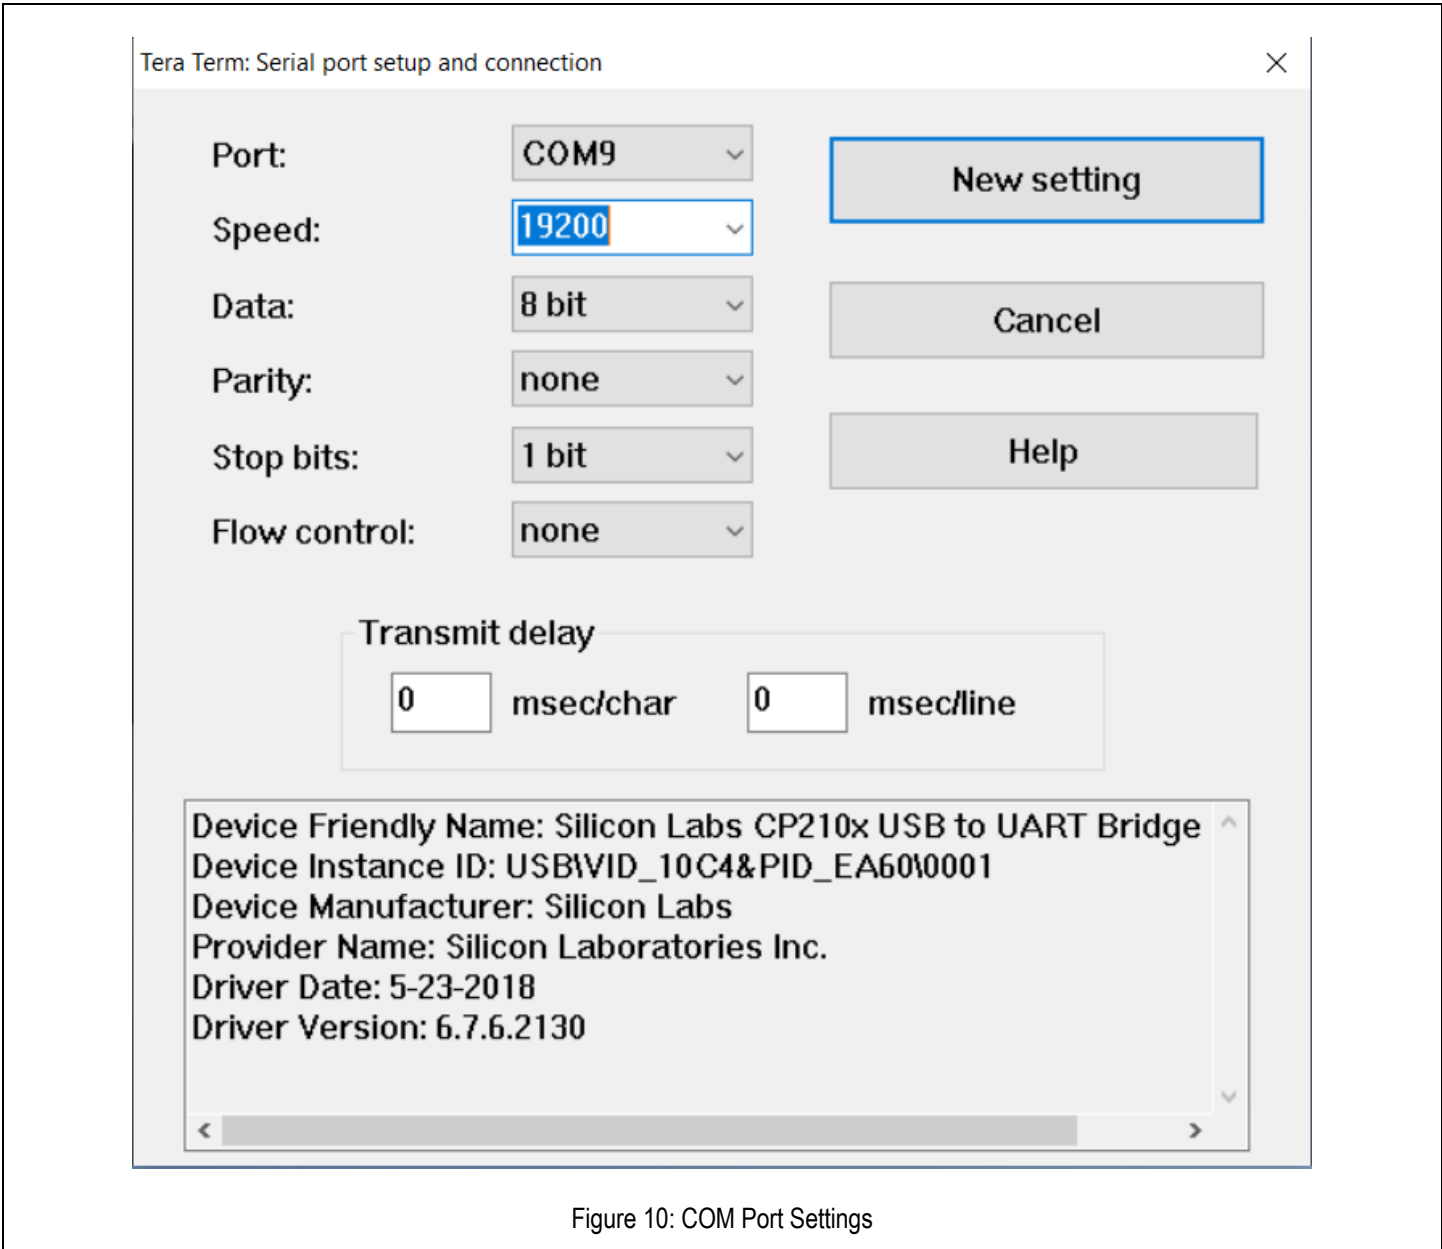 Tera Term: Serial port setup and connection
Port: COM9
New setting
Speed: 19200
Data: 8 bit
Cancel
Parity: none
Stop bits: 1 bit
Help
Flow control: none
Transmit delay
0 msec/char 0 msec/line
Device Friendly Name: Silicon Labs CP210x USB to UART Bridge
Device Instance ID: USB\VID_10C4&PID_EA60\0001
Device Manufacturer: Silicon Labs
Provider Name: Silicon Laboratories Inc.
Driver Date: 5-23-2018
Driver Version: 6.7.6.2130
Figure 10: COM Port Settings